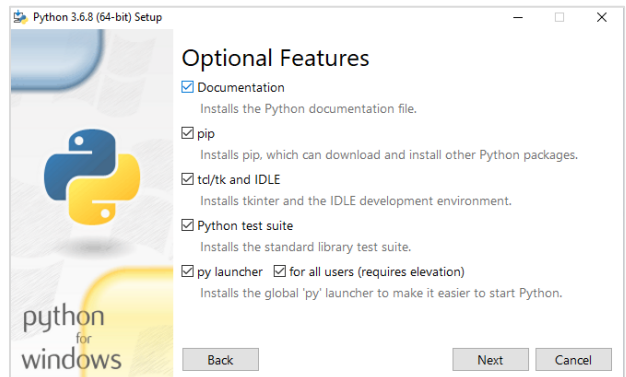 Python 3.6.8 (64-bit) Setup
Optional Features
Documentation
Installs the Python documentation file.
pip
Installs pip, which can download and install other Python packages.
tcl/tk and IDLE
Installs tkinter and the IDLE development environment.
Python test suite
Installs the standard library test suite.
py launcher for all users (requires elevation)
Installs the global 'py' launcher to make it easier to start Python.
python
for
windows
Back Next Cancel